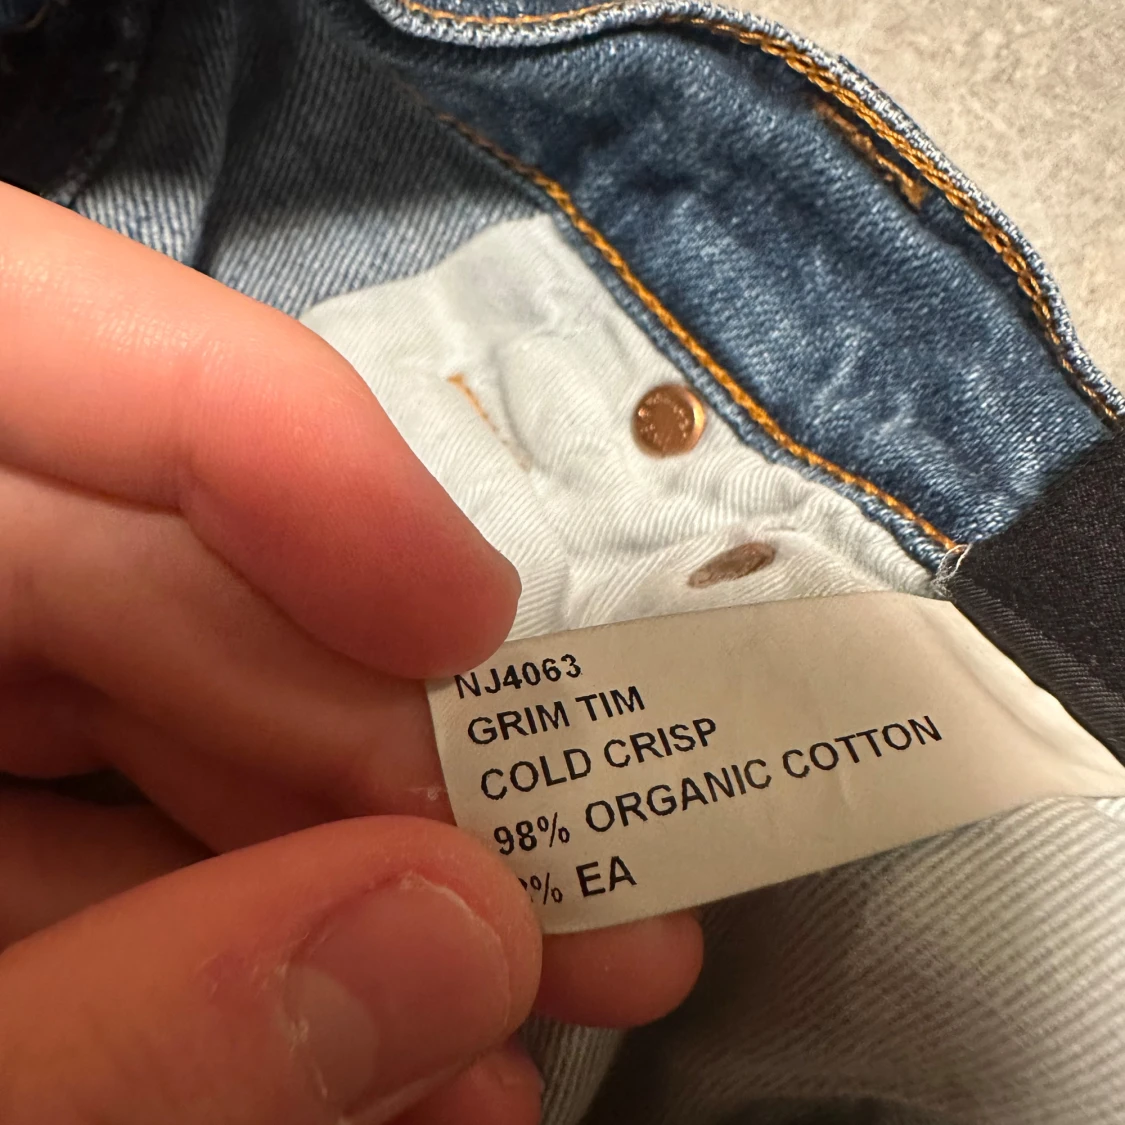 NJ4063
GRIM TIM
COLD CRISP
98% ORGANIC COTTON
% EA